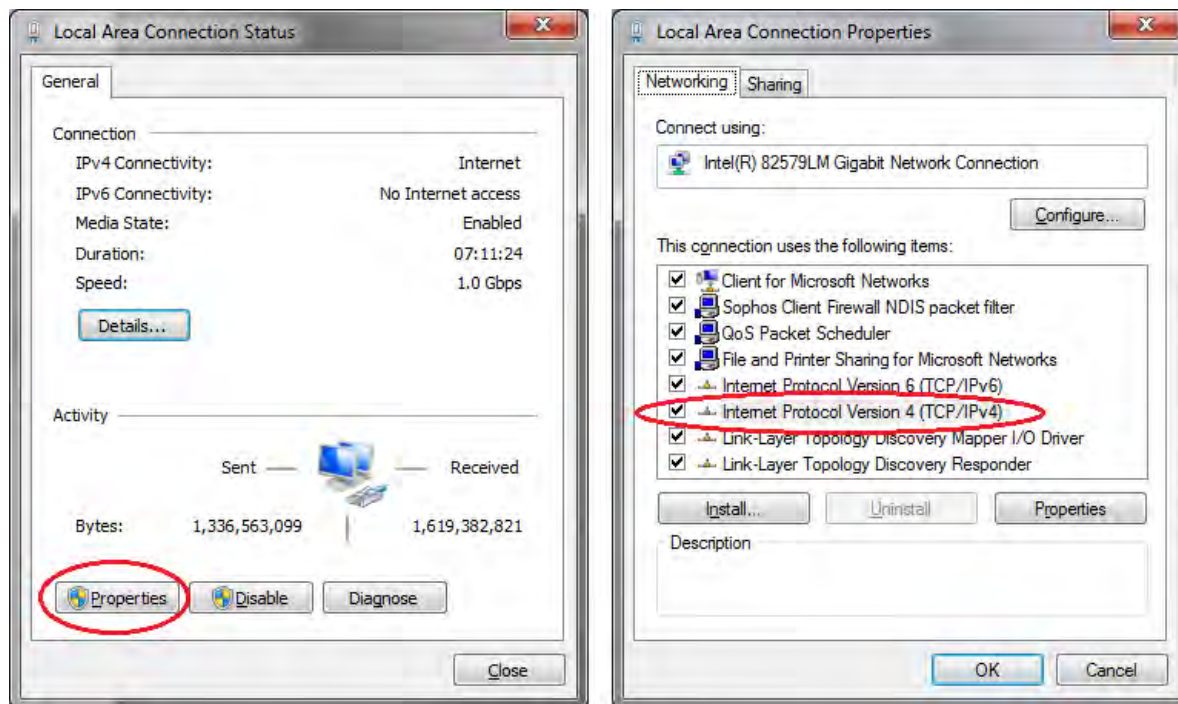 Local Area Connection Status
General
Connection
IPv4 Connectivity: Internet
IPv6 Connectivity: No Internet access
Media State: Enabled
Duration: 07:11:24
Speed: 1.0 Gbps
Details...
Activity
Sent Received
Bytes: 1,336,563,099 1,619,382,821
Properties Disable Diagnose
Close
Local Area Connection Properties
Networking Sharing
Connect using:
Intel(R) 82579LM Gigabit Network Connection
Configure...
This connection uses the following items:
Client for Microsoft Networks
Sophos Client Firewall NDIS packet filter
QoS Packet Scheduler
File and Printer Sharing for Microsoft Networks
Internet Protocol Version 6 (TCP/IPv6)
Internet Protocol Version 4 (TCP/IPv4)
Link-Layer Topology Discovery Mapper I/O Driver
Link-Layer Topology Discovery Responder
Install... Uninstall Properties
Description
OK Cancel